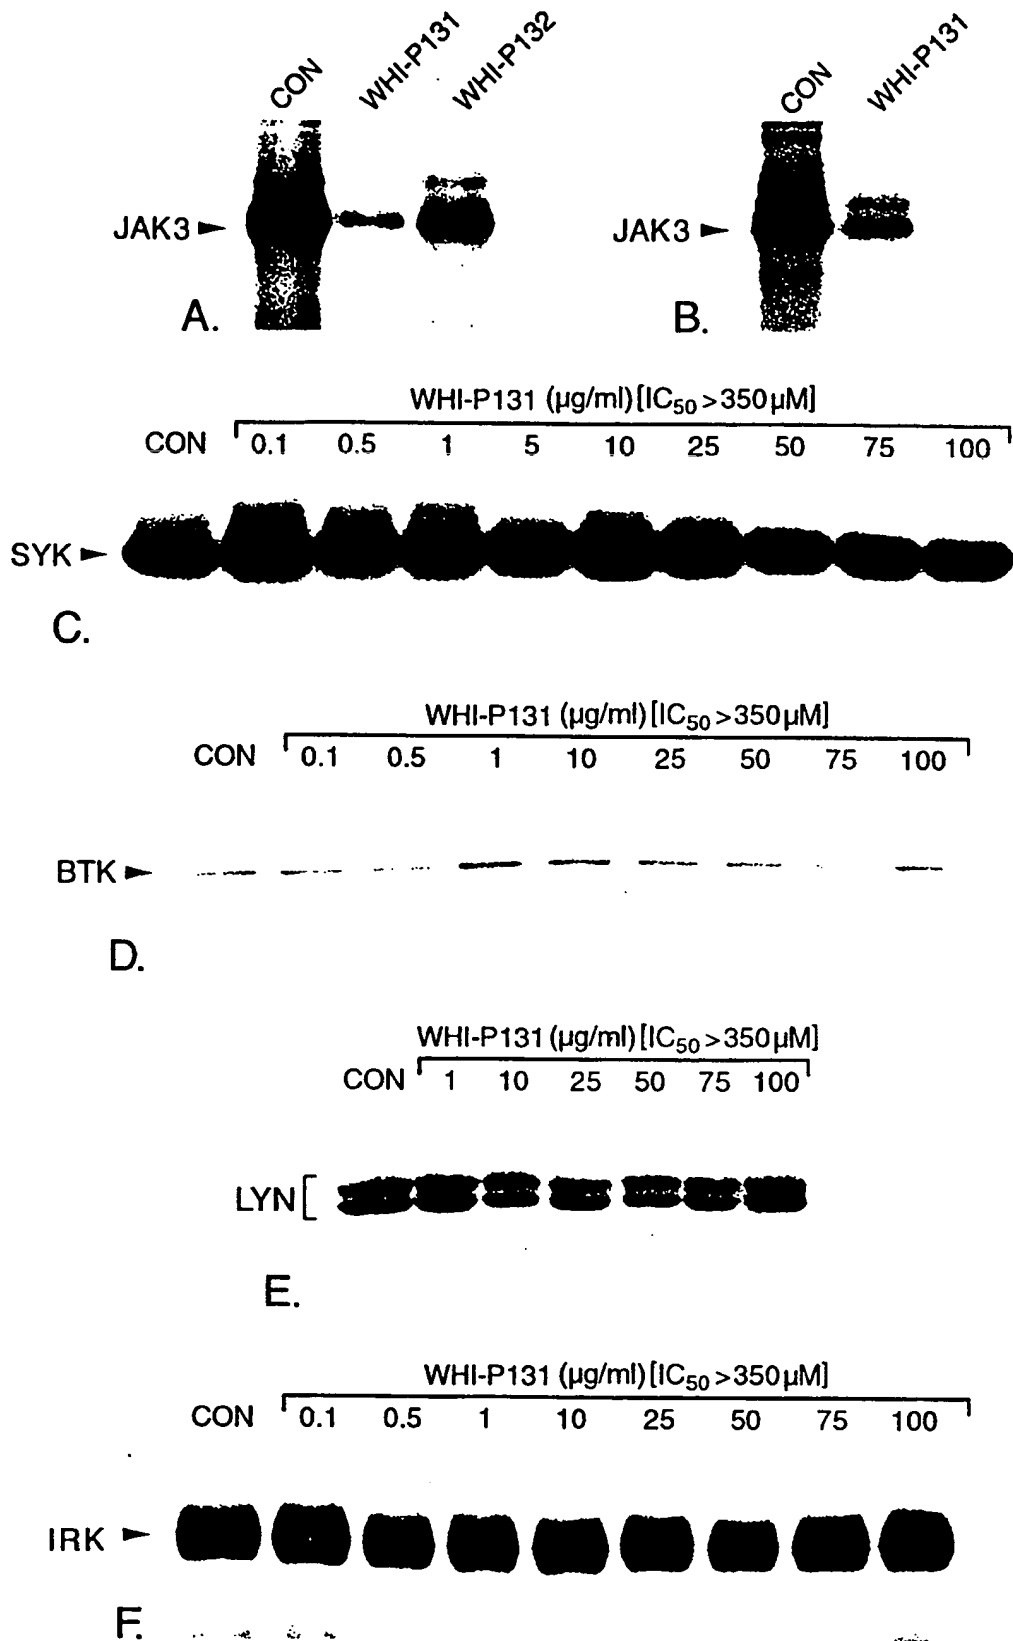 CON WHI-P131 WHI-P132
CON WHI-P131
JAK3
JAK3
A.
B.
WHI-P131 (µg/ml) [IC50 >350µM]
CON 0.1 0.5 1 5 10 25 50 75 100
SYK
C.
WHI-P131 (µg/ml) [IC50 >350µM]
CON 0.1 0.5 1 10 25 50 75 100
BTK
D.
WHI-P131 (µg/ml) [IC50 >350µM]
CON 1 10 25 50 75 100
LYN
E.
WHI-P131 (µg/ml) [IC50 >350µM]
CON 0.1 0.5 1 10 25 50 75 100
IRK
F.